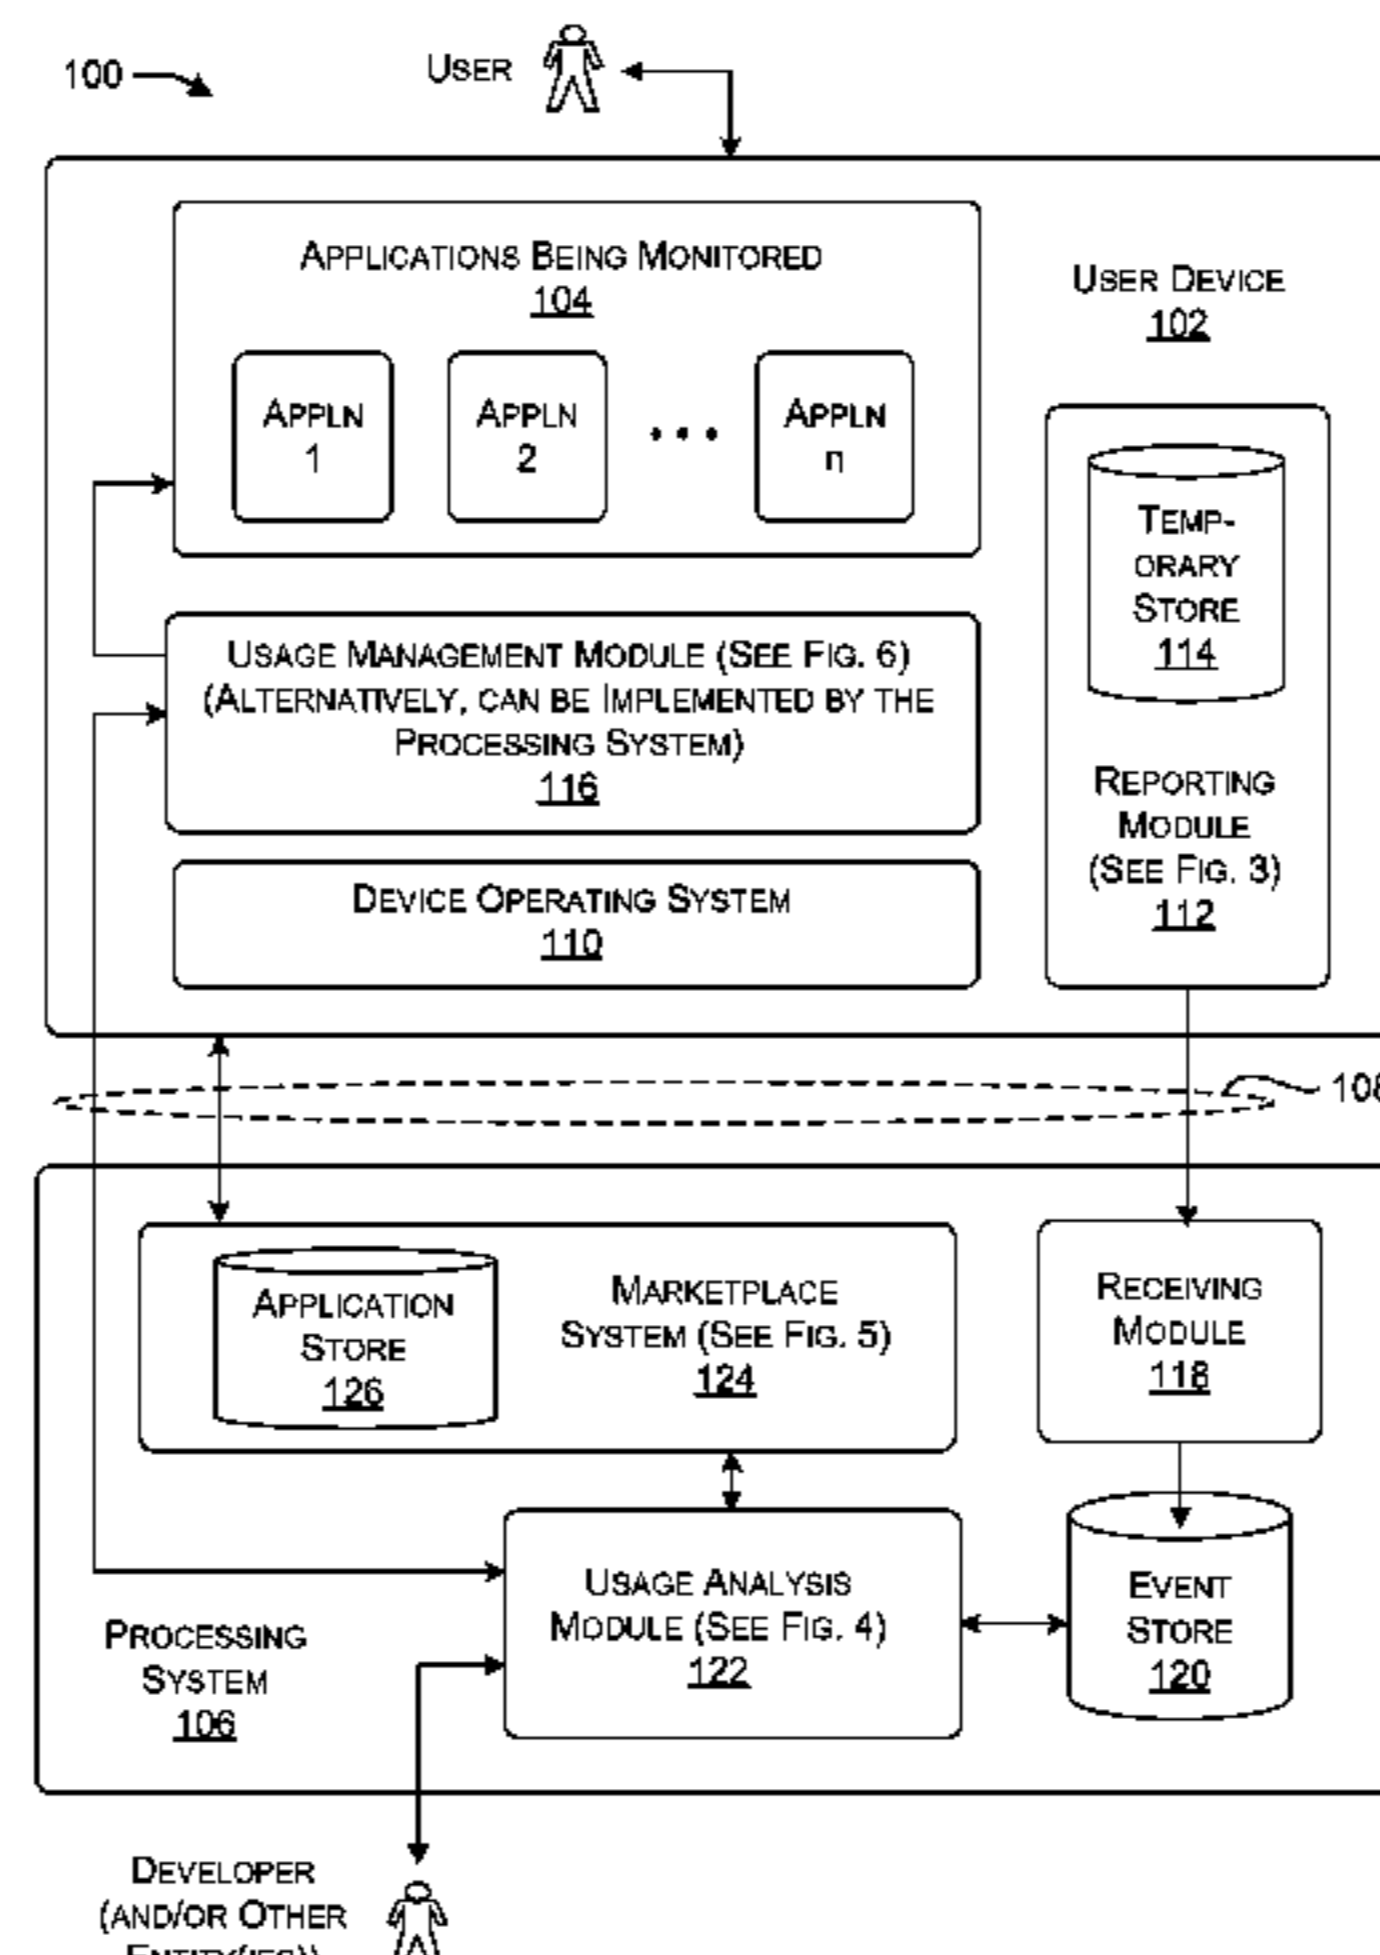 100
USER
APPLICATIONS BEING MONITORED
104
APPLN
1
APPLN
2
• • •
APPLN
n
USER DEVICE
102
TEMP-
ORARY
STORE
114
REPORTING
MODULE
(SEE FIG. 3)
112
USAGE MANAGEMENT MODULE (SEE FIG. 6)
(ALTERNATIVELY, CAN BE IMPLEMENTED BY THE
PROCESSING SYSTEM)
116
DEVICE OPERATING SYSTEM
110
108
APPLICATION
STORE
126
MARKETPLACE
SYSTEM (SEE FIG. 5)
124
RECEIVING
MODULE
118
USAGE ANALYSIS
MODULE (SEE FIG. 4)
122
EVENT
STORE
120
PROCESSING
SYSTEM
106
DEVELOPER
(AND/OR OTHER
ENTITY(IES))